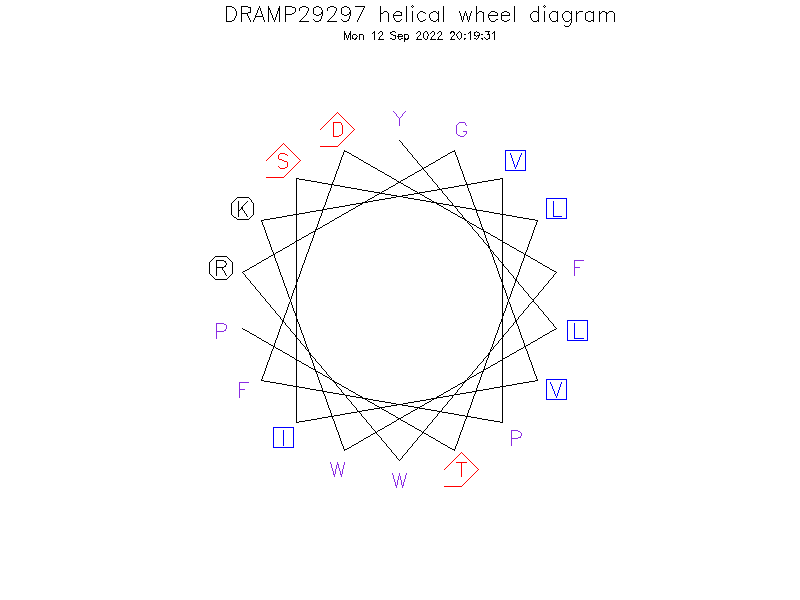 DRAMP29297 helical wheel diagram
Mon 12 Sep 2022 20:19:31
Y
D G
S V
K L
R F
P L
F V
I P
W T
W